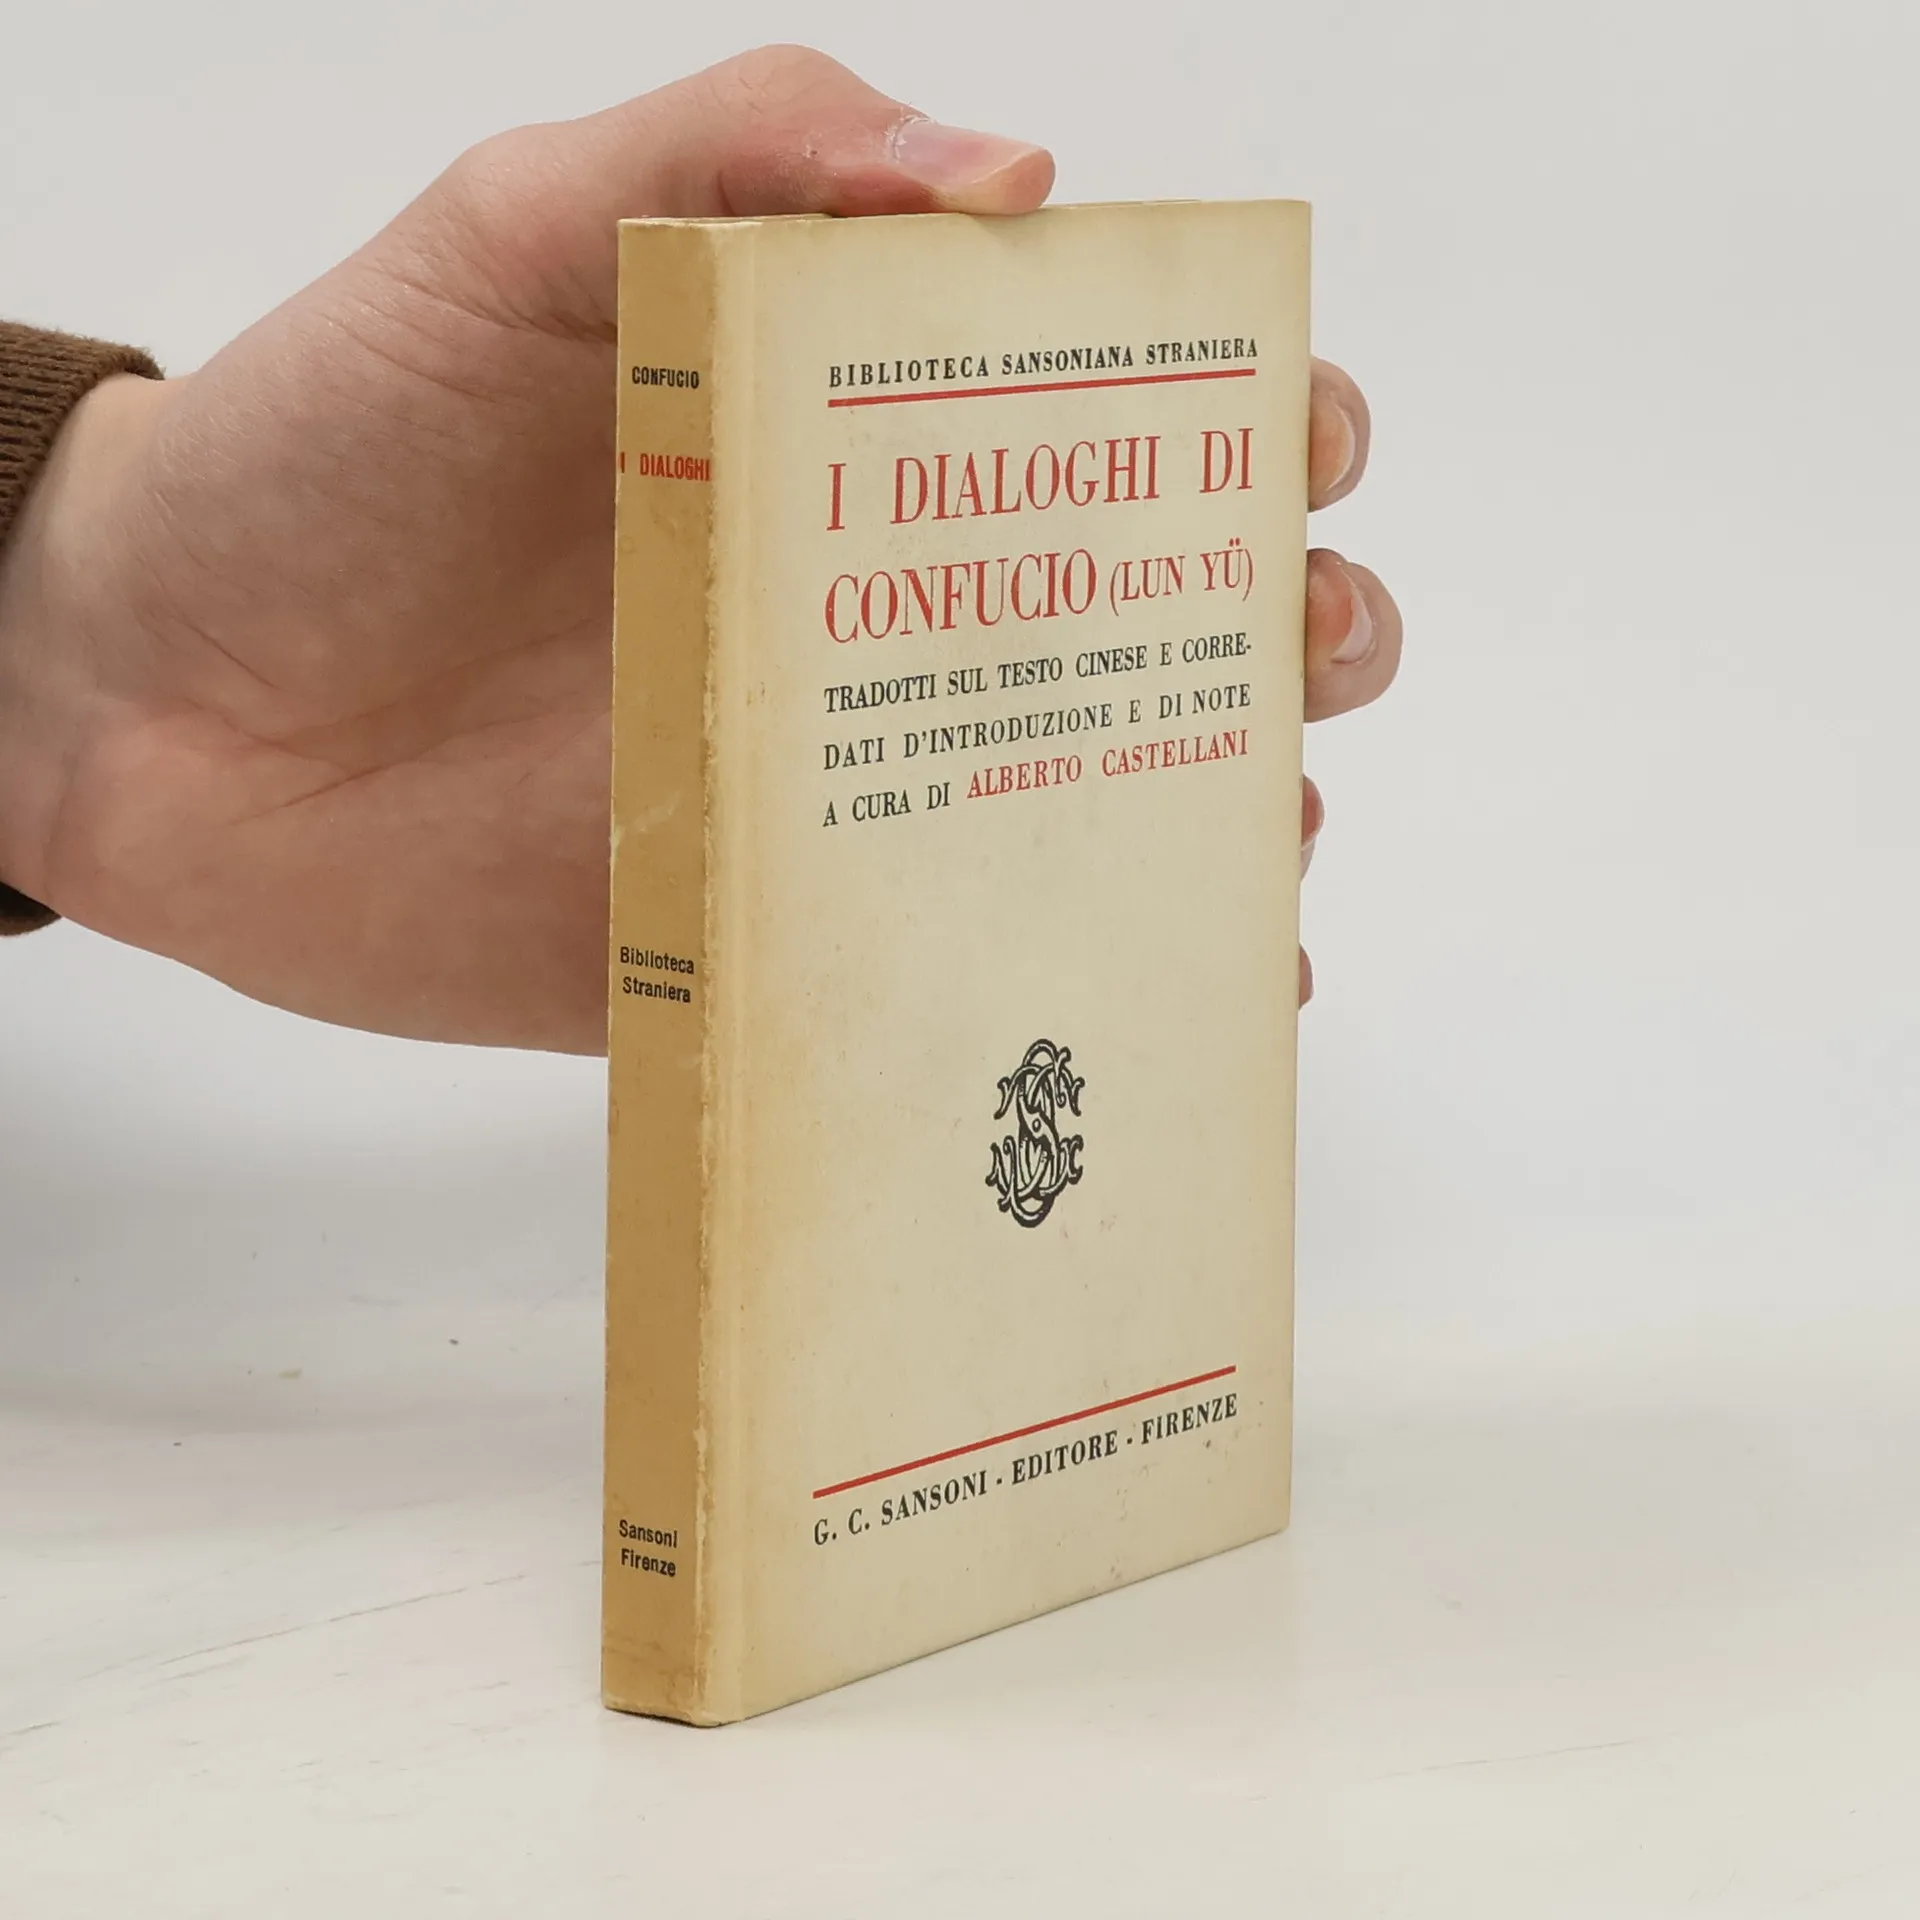 CONFUCIO
I DIALOGHI
Biblioteca
Straniera
Sansoni
Firenze
BIBLIOTECA SANSONIANA STRANIERA
I DIALOGHI DI
CONFUCIO (LUN YÜ)
TRADOTTI SUL TESTO CINESE E CORRE-
DATI D'INTRODUZIONE E DI NOTE
A CURA DI ALBERTO CASTELLANI
G. C. SANSONI - EDITORE - FIRENZE